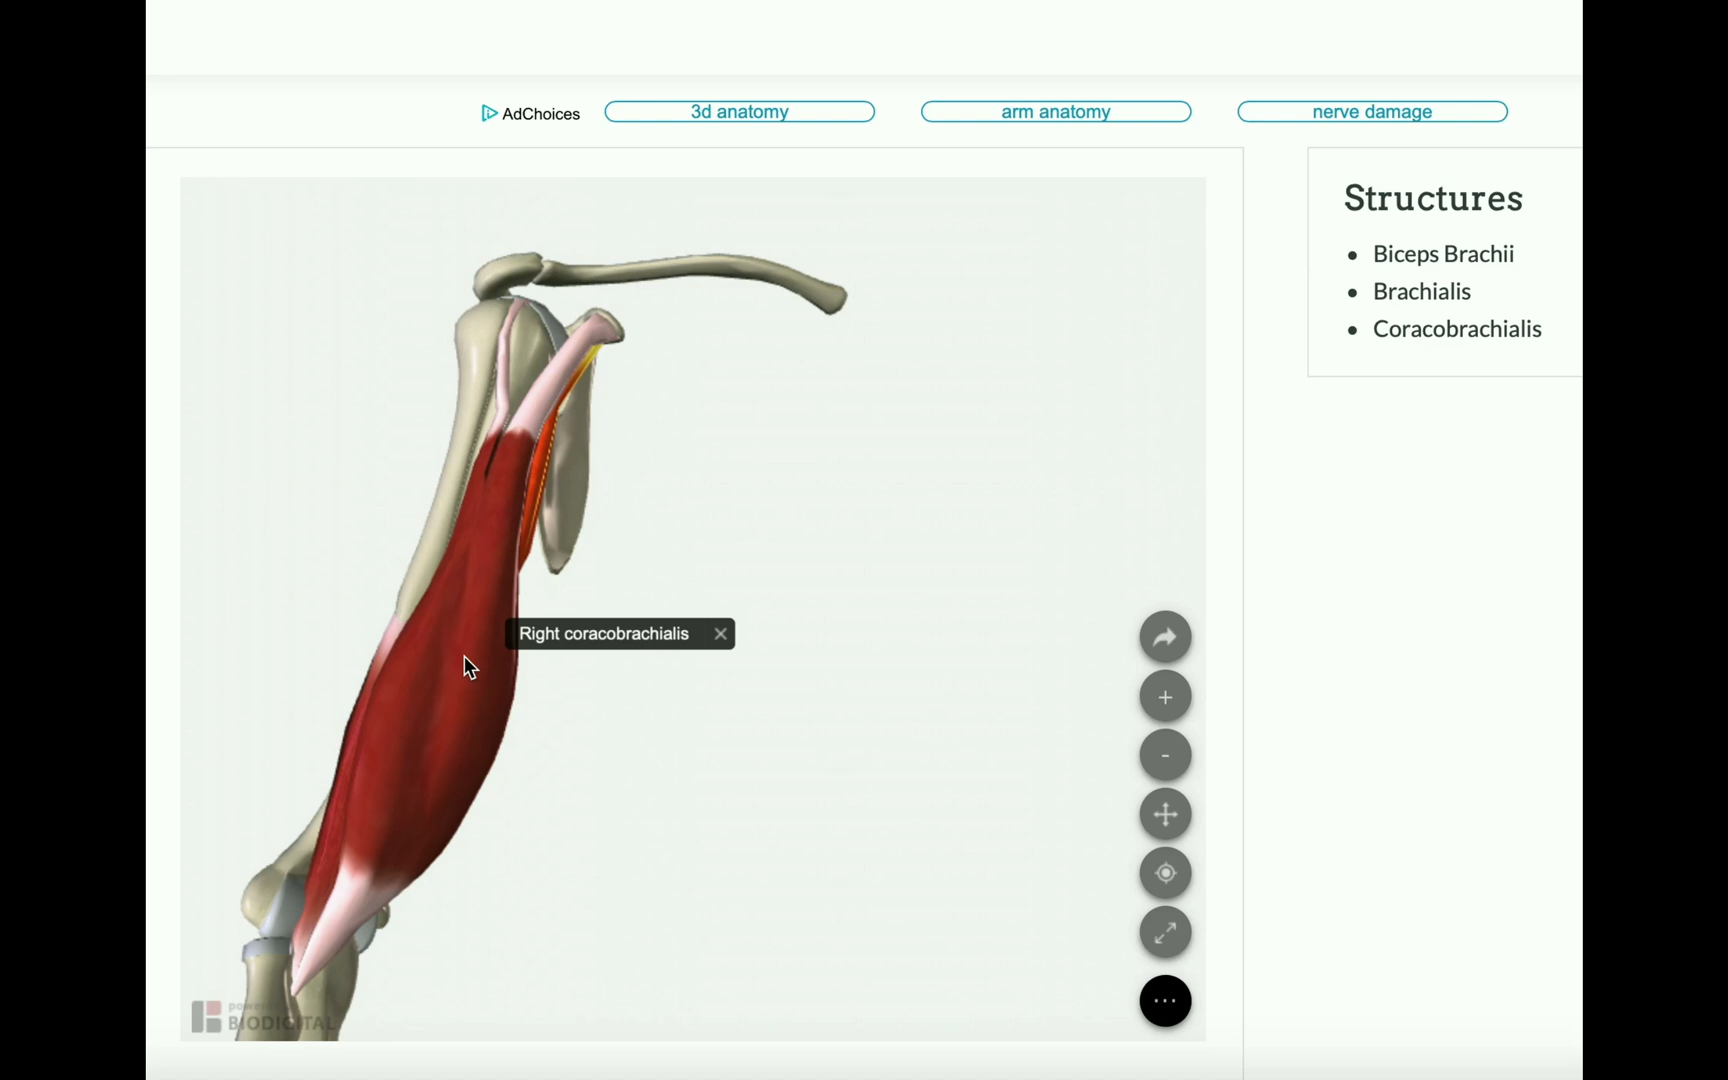 AdChoices
3d anatomy
arm anatomy
nerve damage
Structures
Biceps Brachii
Brachialis
Coracobrachialis
Right coracobrachialis
BIODIGITAL